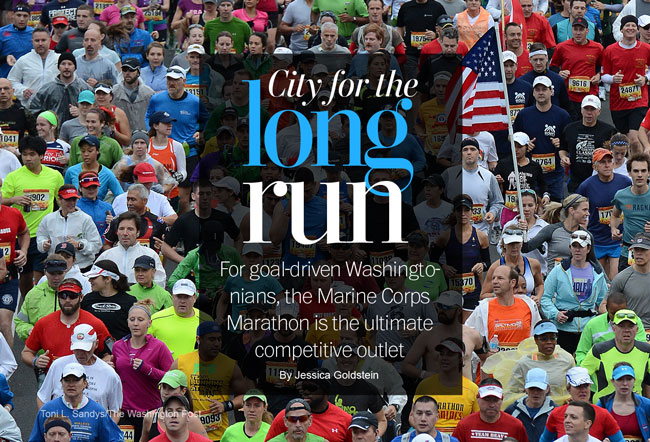 City for the
long
run
For goal-driven Washingto-
nians, the Marine Corps
Marathon is the ultimate
competitive outlet
By Jessica Goldstein
Toni L. Sandys/The Washington Post